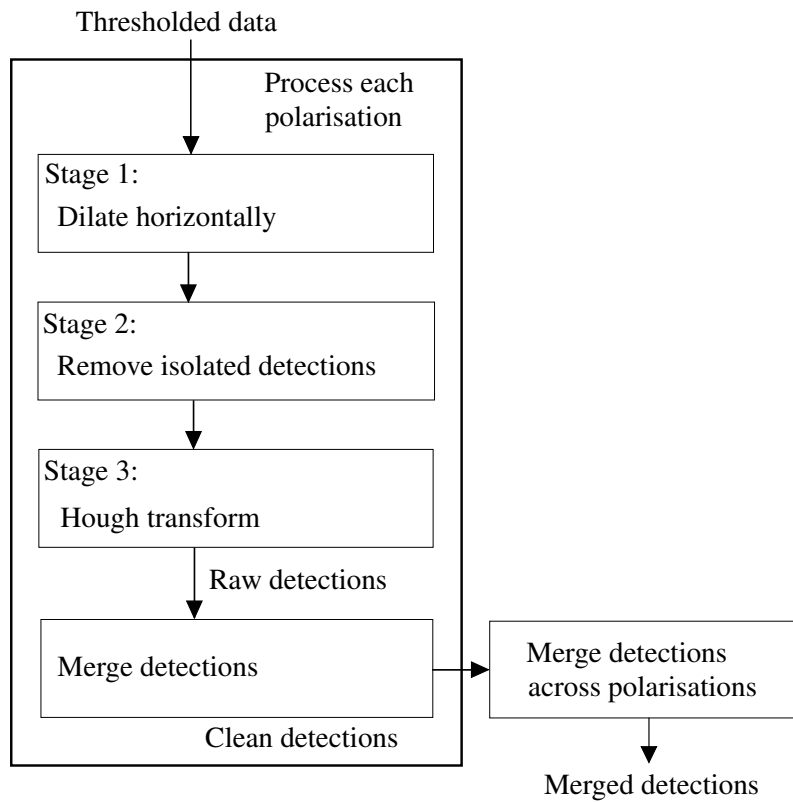 Thresholded data
Process each
polarisation
Stage 1:
Dilate horizontally
Stage 2:
Remove isolated detections
Stage 3:
Hough transform
Raw detections
Merge detections
Clean detections
Merge detections
across polarisations
Merged detections